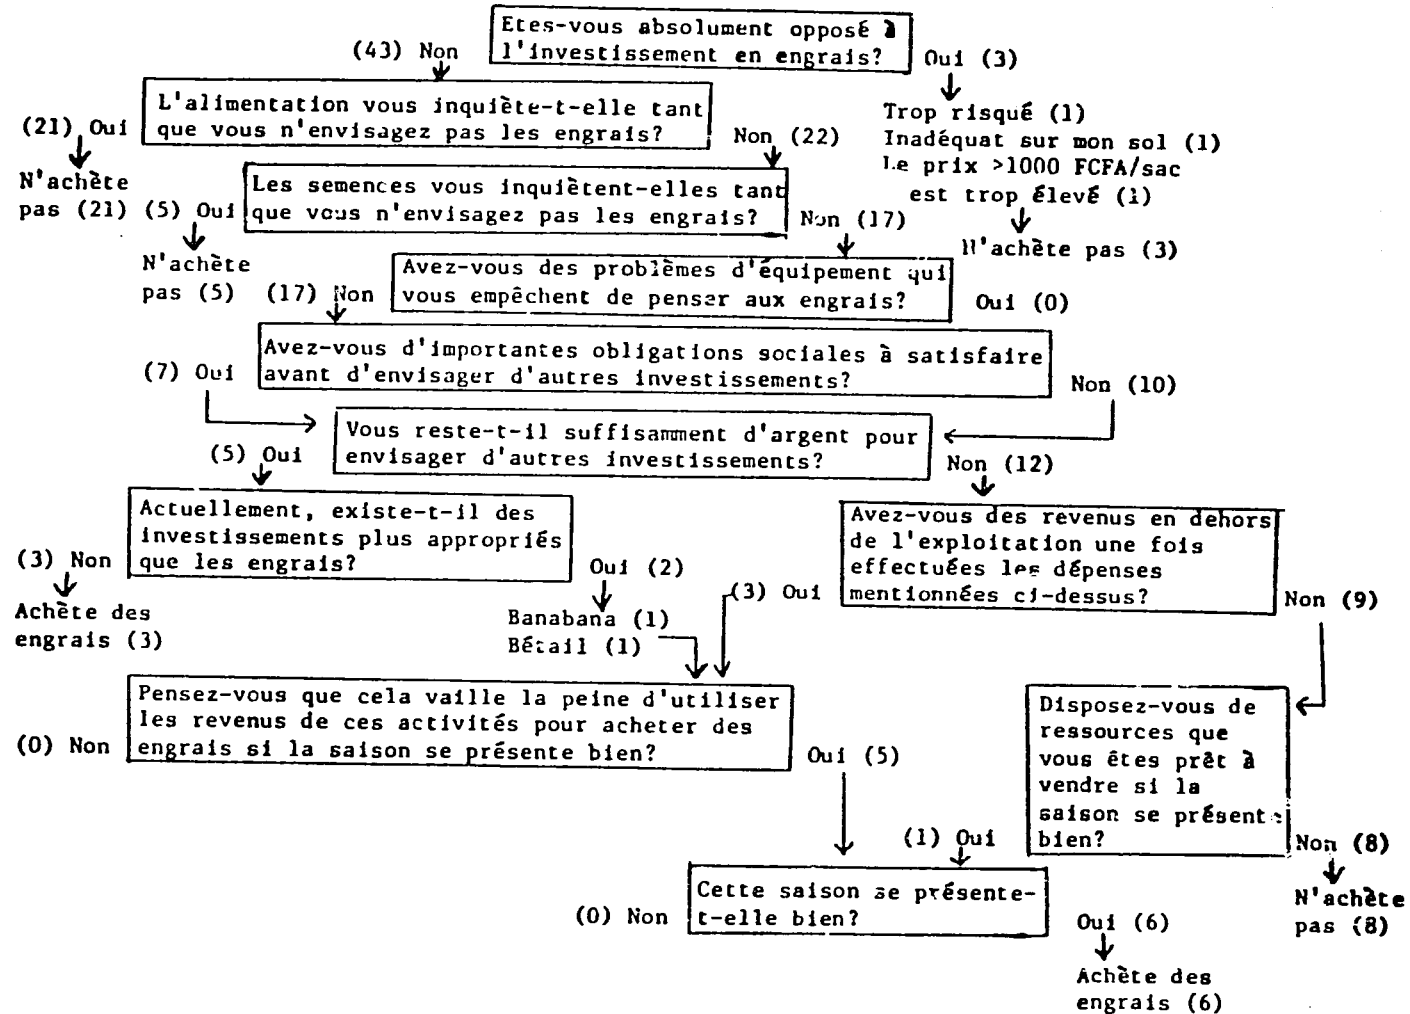 Etes-vous absolument opposé à
l'investissement en engrais?
(43) Non
Oui (3)
L'alimentation vous inquiète-t-elle tant
que vous n'envisagez pas les engrais?
(21) Oui
Non (22)
Trop risqué (1)
Inadéquat sur mon sol (1)
Le prix >1000 FCFA/sac
est trop élevé (1)
N'achète pas (3)
N'achète
pas (21)
Les semences vous inquiètent-elles tant
que vous n'envisagez pas les engrais?
(5) Oui
Non (17)
N'achète
pas (5)
Avez-vous des problèmes d'équipement qui
vous empêchent de penser aux engrais?
(17) Non
Oui (0)
Avez-vous d'importantes obligations sociales à satisfaire
avant d'envisager d'autres investissements?
(7) Oui
Non (10)
Vous reste-t-il suffisamment d'argent pour
envisager d'autres investissements?
(5) Oui
Non (12)
Actuellement, existe-t-il des
investissements plus appropriés
que les engrais?
(3) Non
Oui (2)
Achète des
engrais (3)
Banabana (1)
Bétail (1)
Avez-vous des revenus en dehors
de l'exploitation une fois
effectuées les dépenses
mentionnées ci-dessus?
(3) Oui
Non (9)
Pensez-vous que cela vaille la peine d'utiliser
les revenus de ces activités pour acheter des
engrais si la saison se présente bien?
(0) Non
Oui (5)
Disposez-vous de
ressources que
vous êtes prêt à
vendre si la
saison se présente
bien?
(1) Oui
Non (8)
N'achète
pas (8)
Cette saison se présente-
t-elle bien?
(0) Non
Oui (6)
Achète des
engrais (6)